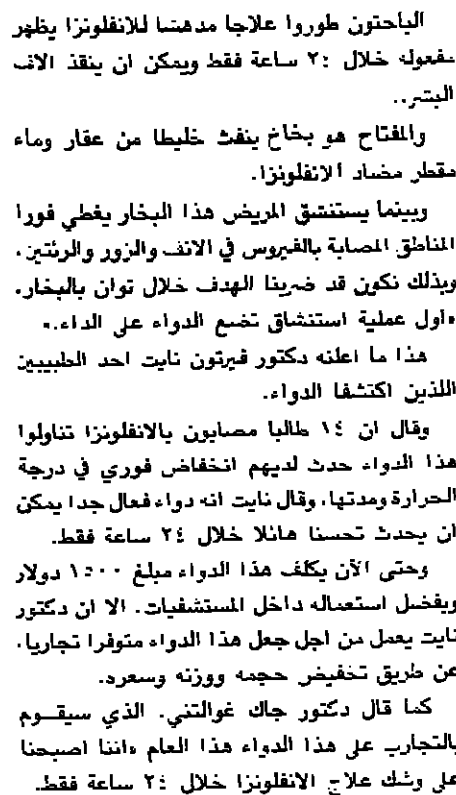 الباحثون طوروا علاجا مدهشا للانفلونزا يظهر
مفعوله خلال ٢٤ ساعة فقط ويمكن ان ينقذ الاف
البشر..
والمفتاح هو بخاخ ينفث خليطا من عقار وماء
مقطر مضاد الانفلونزا.
وبينما يستنشق المريض هذا البخار يغطي فورا
المناطق المصابة بالفيروس في الانف والزور والرئتين.
وبذلك نكون قد ضربنا الهدف خلال توان بالبخار.
«اول عملية استنشاق تضع الدواء على الداء.»
هذا ما اعلنه دكتور فيرتون نايت احد الطبيبين
اللذين اكتشفا الدواء.
وقال ان ١٤ طالبا مصابون بالانفلونزا تناولوا
هذا الدواء حدث لديهم انخفاض فوري في درجة
الحرارة ومدتها. وقال نايت انه دواء فعال جدا يمكن
ان يحدث تحسنا هائلا خلال ٢٤ ساعة فقط.
وحتى الآن يكلف هذا الدواء مبلغ ١٥٠٠ دولار
ويفضل استعماله داخل المستشفيات. الا ان دكتور
نايت يعمل من اجل جعل هذا الدواء متوفرا تجاريا.
عن طريق تخفيض حجمه ووزنه وسعره.
كما قال دكتور جاك غوالتني. الذي سيقوم
بالتجارب على هذا الدواء هذا العام «اننا اصبحنا
على وشك علاج الانفلونزا خلال ٢٤ ساعة فقط.